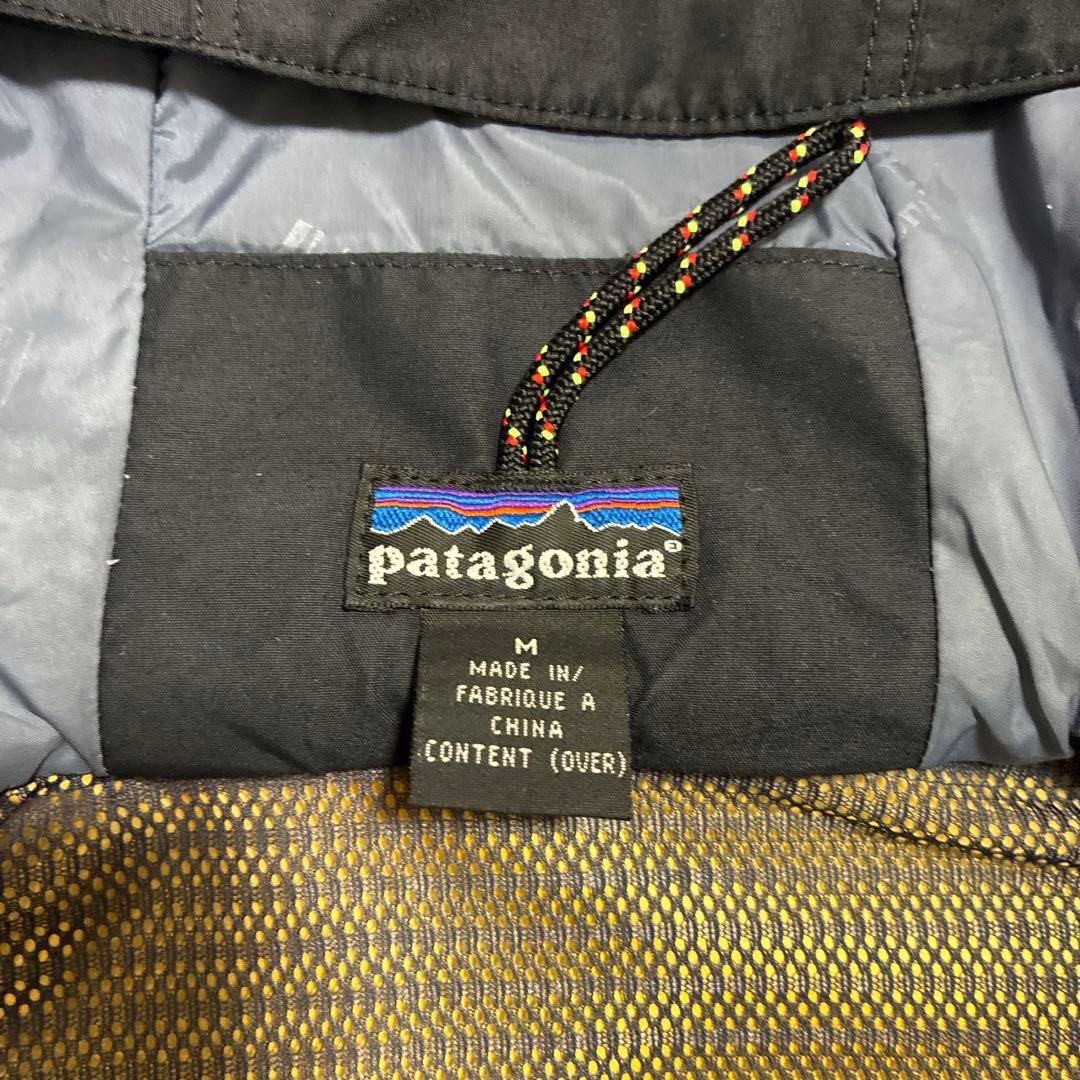 patagonia®
M
MADE IN/
FABRIQUE A
CHINA
CONTENT (OVER)